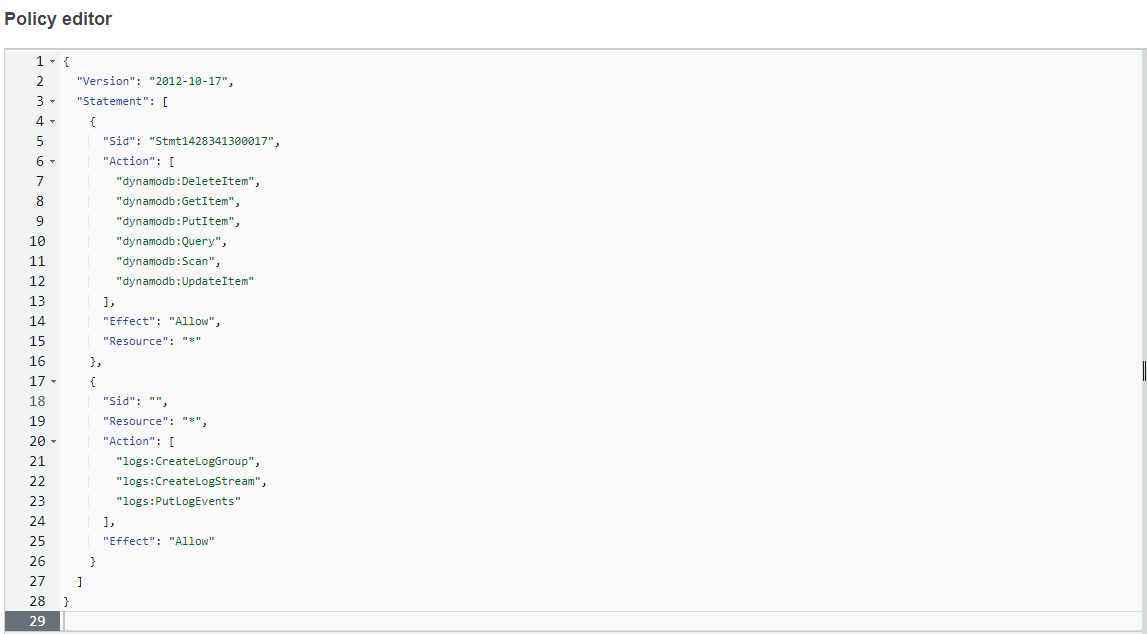 Policy editor
1 {
2 "Version": "2012-10-17",
3 "Statement": [
4 {
5 "Sid": "Stmt1428341300017",
6 "Action": [
7 "dynamodb:DeleteItem",
8 "dynamodb:GetItem",
9 "dynamodb:PutItem",
10 "dynamodb:Query",
11 "dynamodb:Scan",
12 "dynamodb:UpdateItem"
13 ],
14 "Effect": "Allow",
15 "Resource": "*"
16 },
17 {
18 "Sid": "",
19 "Resource": "*",
20 "Action": [
21 "logs:CreateLogGroup",
22 "logs:CreateLogStream",
23 "logs:PutLogEvents"
24 ],
25 "Effect": "Allow"
26 }
27 ]
28 }
29